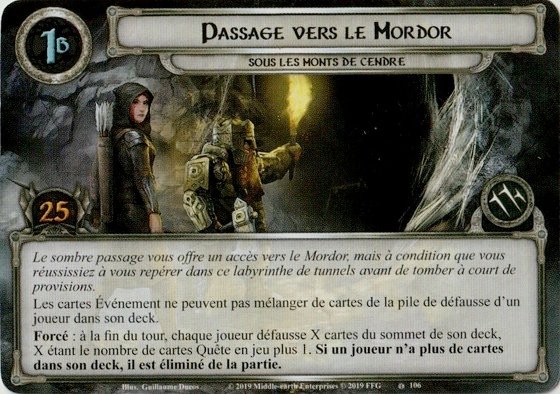 1B
PASSAGE VERS LE MORDOR
SOUS LES MONTS DE CENDRE
25
Le sombre passage vous offre un accès vers le Mordor, mais à condition que vous
réussissiez à vous repérer dans ce labyrinthe de tunnels avant de tomber à court de
provisions.
Les cartes Événement ne peuvent pas mélanger de cartes de la pile de défausse d'un
joueur dans son deck.
Forcé : à la fin du tour, chaque joueur défausse X cartes du sommet de son deck,
X étant le nombre de cartes Quête en jeu plus 1. Si un joueur n'a plus de cartes
dans son deck, il est éliminé de la partie.
Illus. Guillaume Ducos © 2019 Middle-earth Enterprises © 2019 FFG 106